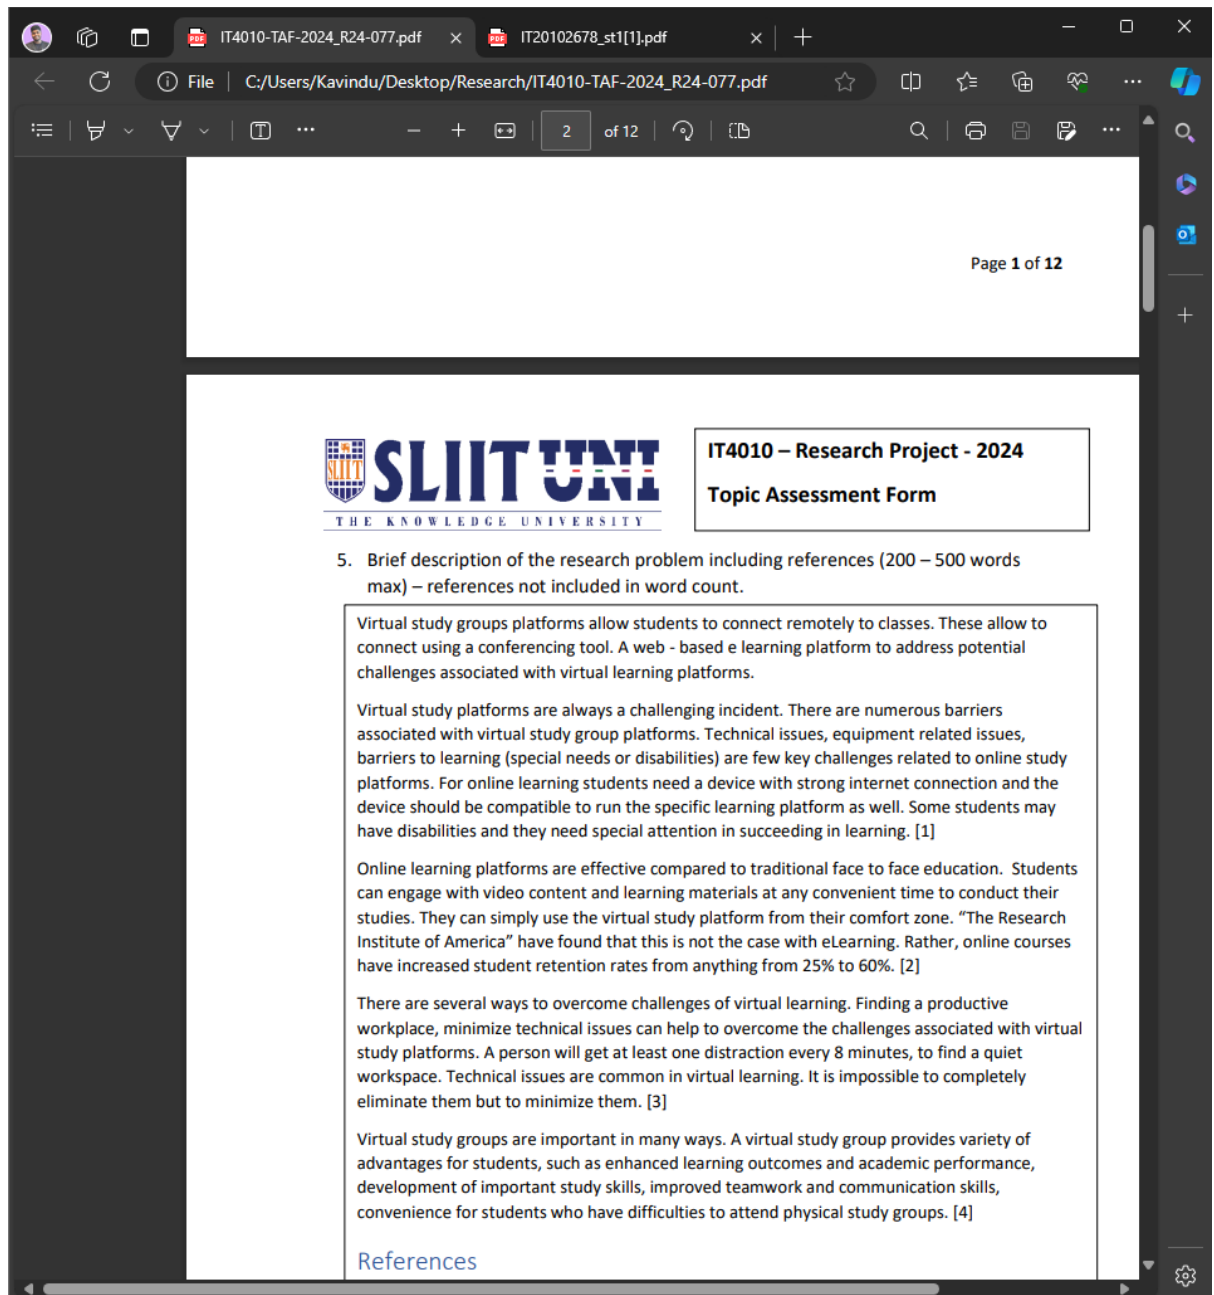 IT4010-TAF-2024_R24-077.pdf
IT20102678_st1[1].pdf
File
C:/Users/Kavindu/Desktop/Research/IT4010-TAF-2024_R24-077.pdf
2
of 12
Page 1 of 12
SLIIT
SLIIT UNI
THE KNOWLEDGE UNIVERSITY
IT4010 – Research Project - 2024
Topic Assessment Form
5. Brief description of the research problem including references (200 – 500 words
max) – references not included in word count.
Virtual study groups platforms allow students to connect remotely to classes. These allow to
connect using a conferencing tool. A web - based e learning platform to address potential
challenges associated with virtual learning platforms.
Virtual study platforms are always a challenging incident. There are numerous barriers
associated with virtual study group platforms. Technical issues, equipment related issues,
barriers to learning (special needs or disabilities) are few key challenges related to online study
platforms. For online learning students need a device with strong internet connection and the
device should be compatible to run the specific learning platform as well. Some students may
have disabilities and they need special attention in succeeding in learning. [1]
Online learning platforms are effective compared to traditional face to face education.  Students
can engage with video content and learning materials at any convenient time to conduct their
studies. They can simply use the virtual study platform from their comfort zone. “The Research
Institute of America” have found that this is not the case with eLearning. Rather, online courses
have increased student retention rates from anything from 25% to 60%. [2]
There are several ways to overcome challenges of virtual learning. Finding a productive
workplace, minimize technical issues can help to overcome the challenges associated with virtual
study platforms. A person will get at least one distraction every 8 minutes, to find a quiet
workspace. Technical issues are common in virtual learning. It is impossible to completely
eliminate them but to minimize them. [3]
Virtual study groups are important in many ways. A virtual study group provides variety of
advantages for students, such as enhanced learning outcomes and academic performance,
development of important study skills, improved teamwork and communication skills,
convenience for students who have difficulties to attend physical study groups. [4]
References